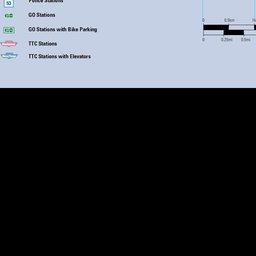 53
Police Stations
GO Stations
GO Stations with Bike Parking
TTC Stations
TTC Stations with Elevators
0 0.5km
0 0.25mi 0.5mi